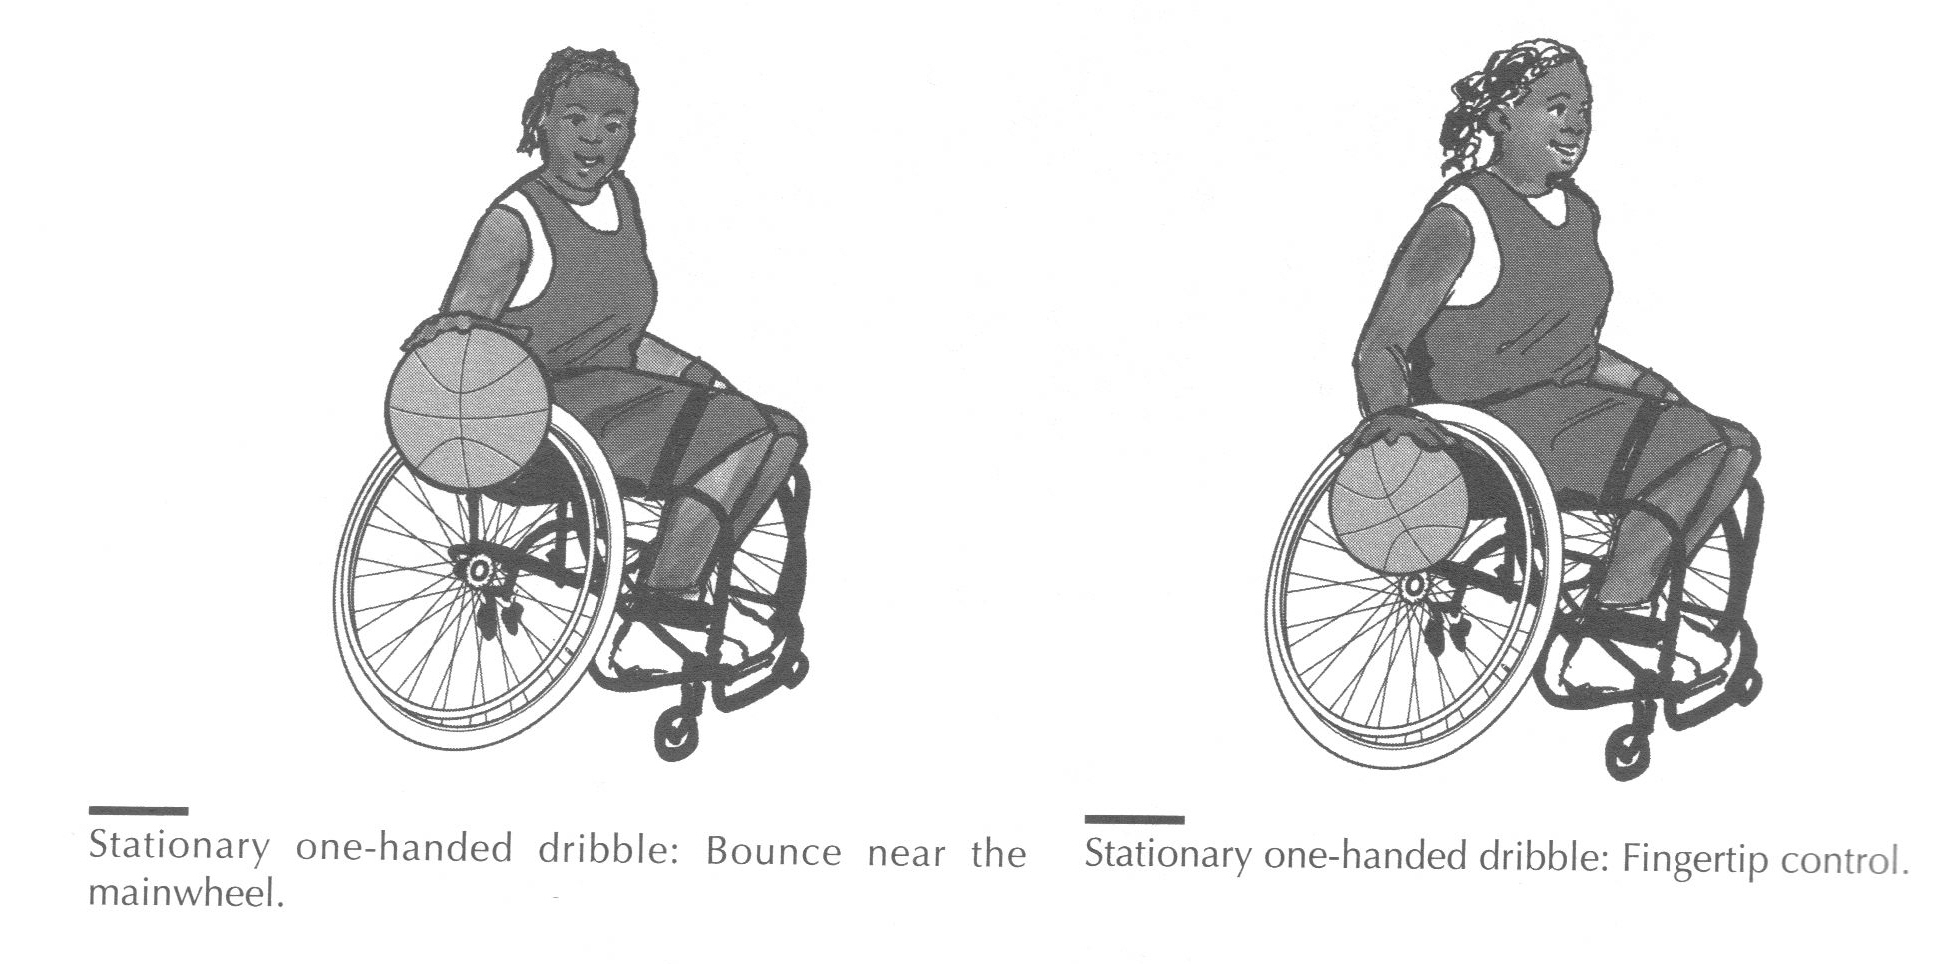 Stationary one-handed dribble: Bounce near the
mainwheel.
Stationary one-handed dribble: Fingertip control.